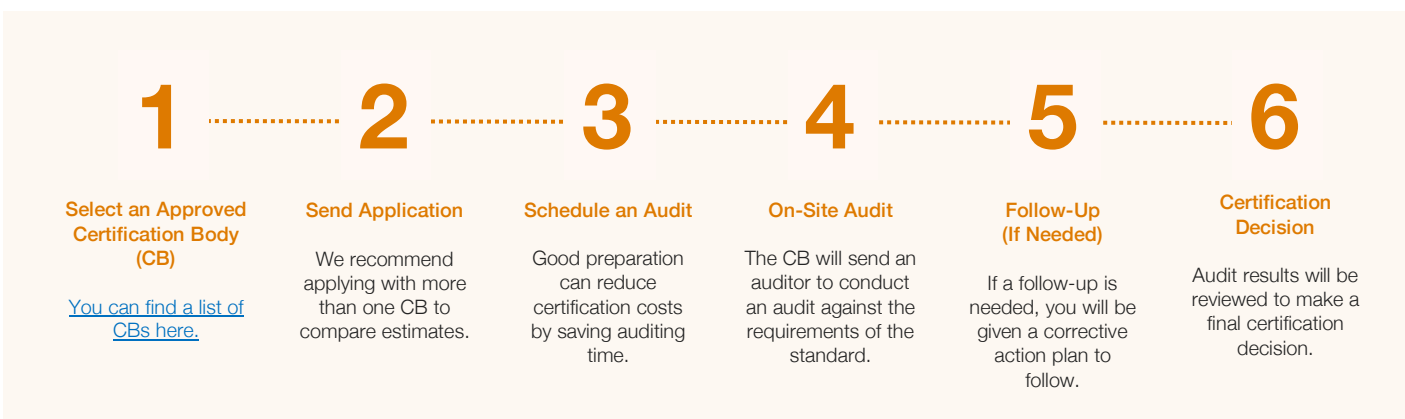 1
Select an Approved
Certification Body
(CB)
You can find a list of
CBs here.
2
Send Application
We recommend
applying with more
than one CB to
compare estimates.
3
Schedule an Audit
Good preparation
can reduce
certification costs
by saving auditing
time.
4
On-Site Audit
The CB will send an
auditor to conduct
an audit against the
requirements of the
standard.
5
Follow-Up
(If Needed)
If a follow-up is
needed, you will be
given a corrective
action plan to
follow.
6
Certification
Decision
Audit results will be
reviewed to make a
final certification
decision.